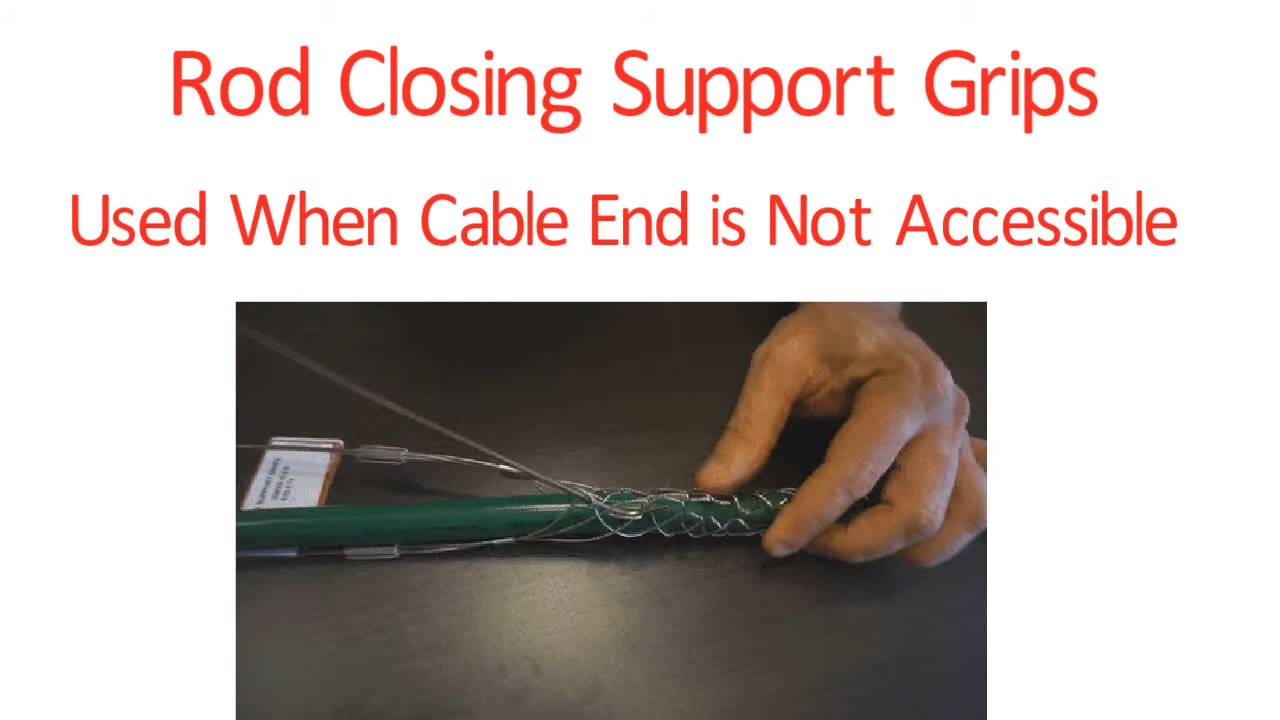 Rod Closing Support Grips
Used When Cable End is Not Accessible